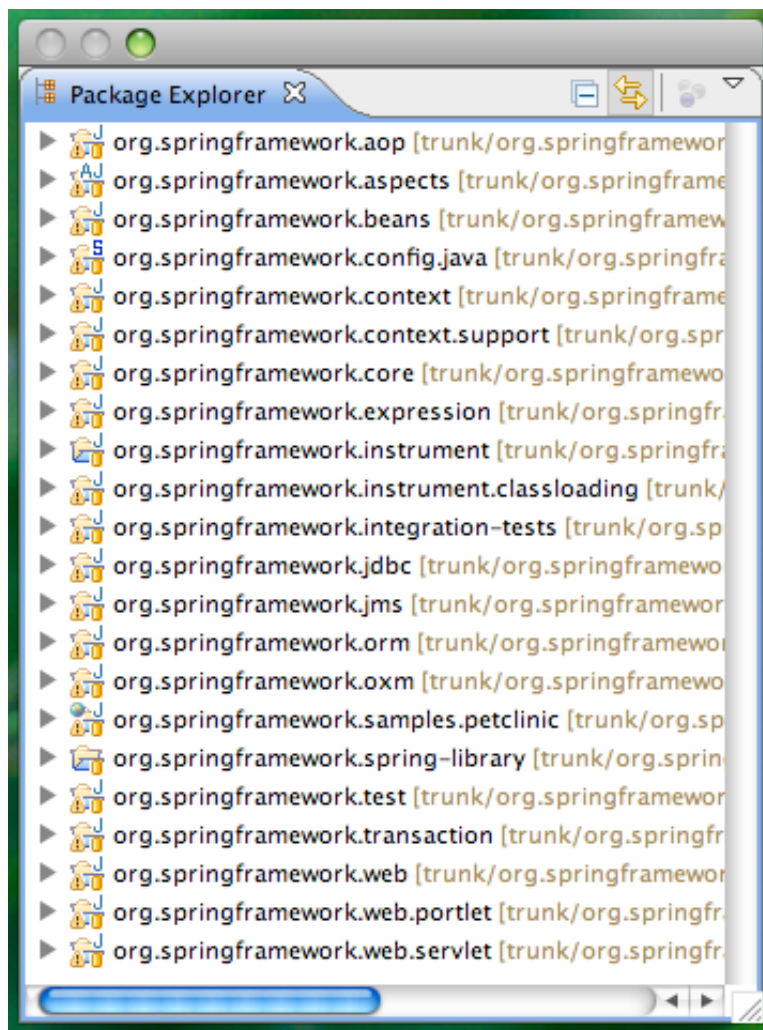 Package Explorer
org.springframework.aop [trunk/org.springframewor
org.springframework.aspects [trunk/org.springframe
org.springframework.beans [trunk/org.springframew
org.springframework.config.java [trunk/org.springfra
org.springframework.context [trunk/org.springframe
org.springframework.context.support [trunk/org.spr
org.springframework.core [trunk/org.springframewo
org.springframework.expression [trunk/org.springfr
org.springframework.instrument [trunk/org.springfra
org.springframework.instrument.classloading [trunk/
org.springframework.integration-tests [trunk/org.sp
org.springframework.jdbc [trunk/org.springframewo
org.springframework.jms [trunk/org.springframewor
org.springframework.orm [trunk/org.springframewor
org.springframework.oxm [trunk/org.springframewo
org.springframework.samples.petclinic [trunk/org.sp
org.springframework.spring-library [trunk/org.sprin
org.springframework.test [trunk/org.springframewor
org.springframework.transaction [trunk/org.springfr
org.springframework.web [trunk/org.springframewor
org.springframework.web.portlet [trunk/org.springfr
org.springframework.web.servlet [trunk/org.springfr